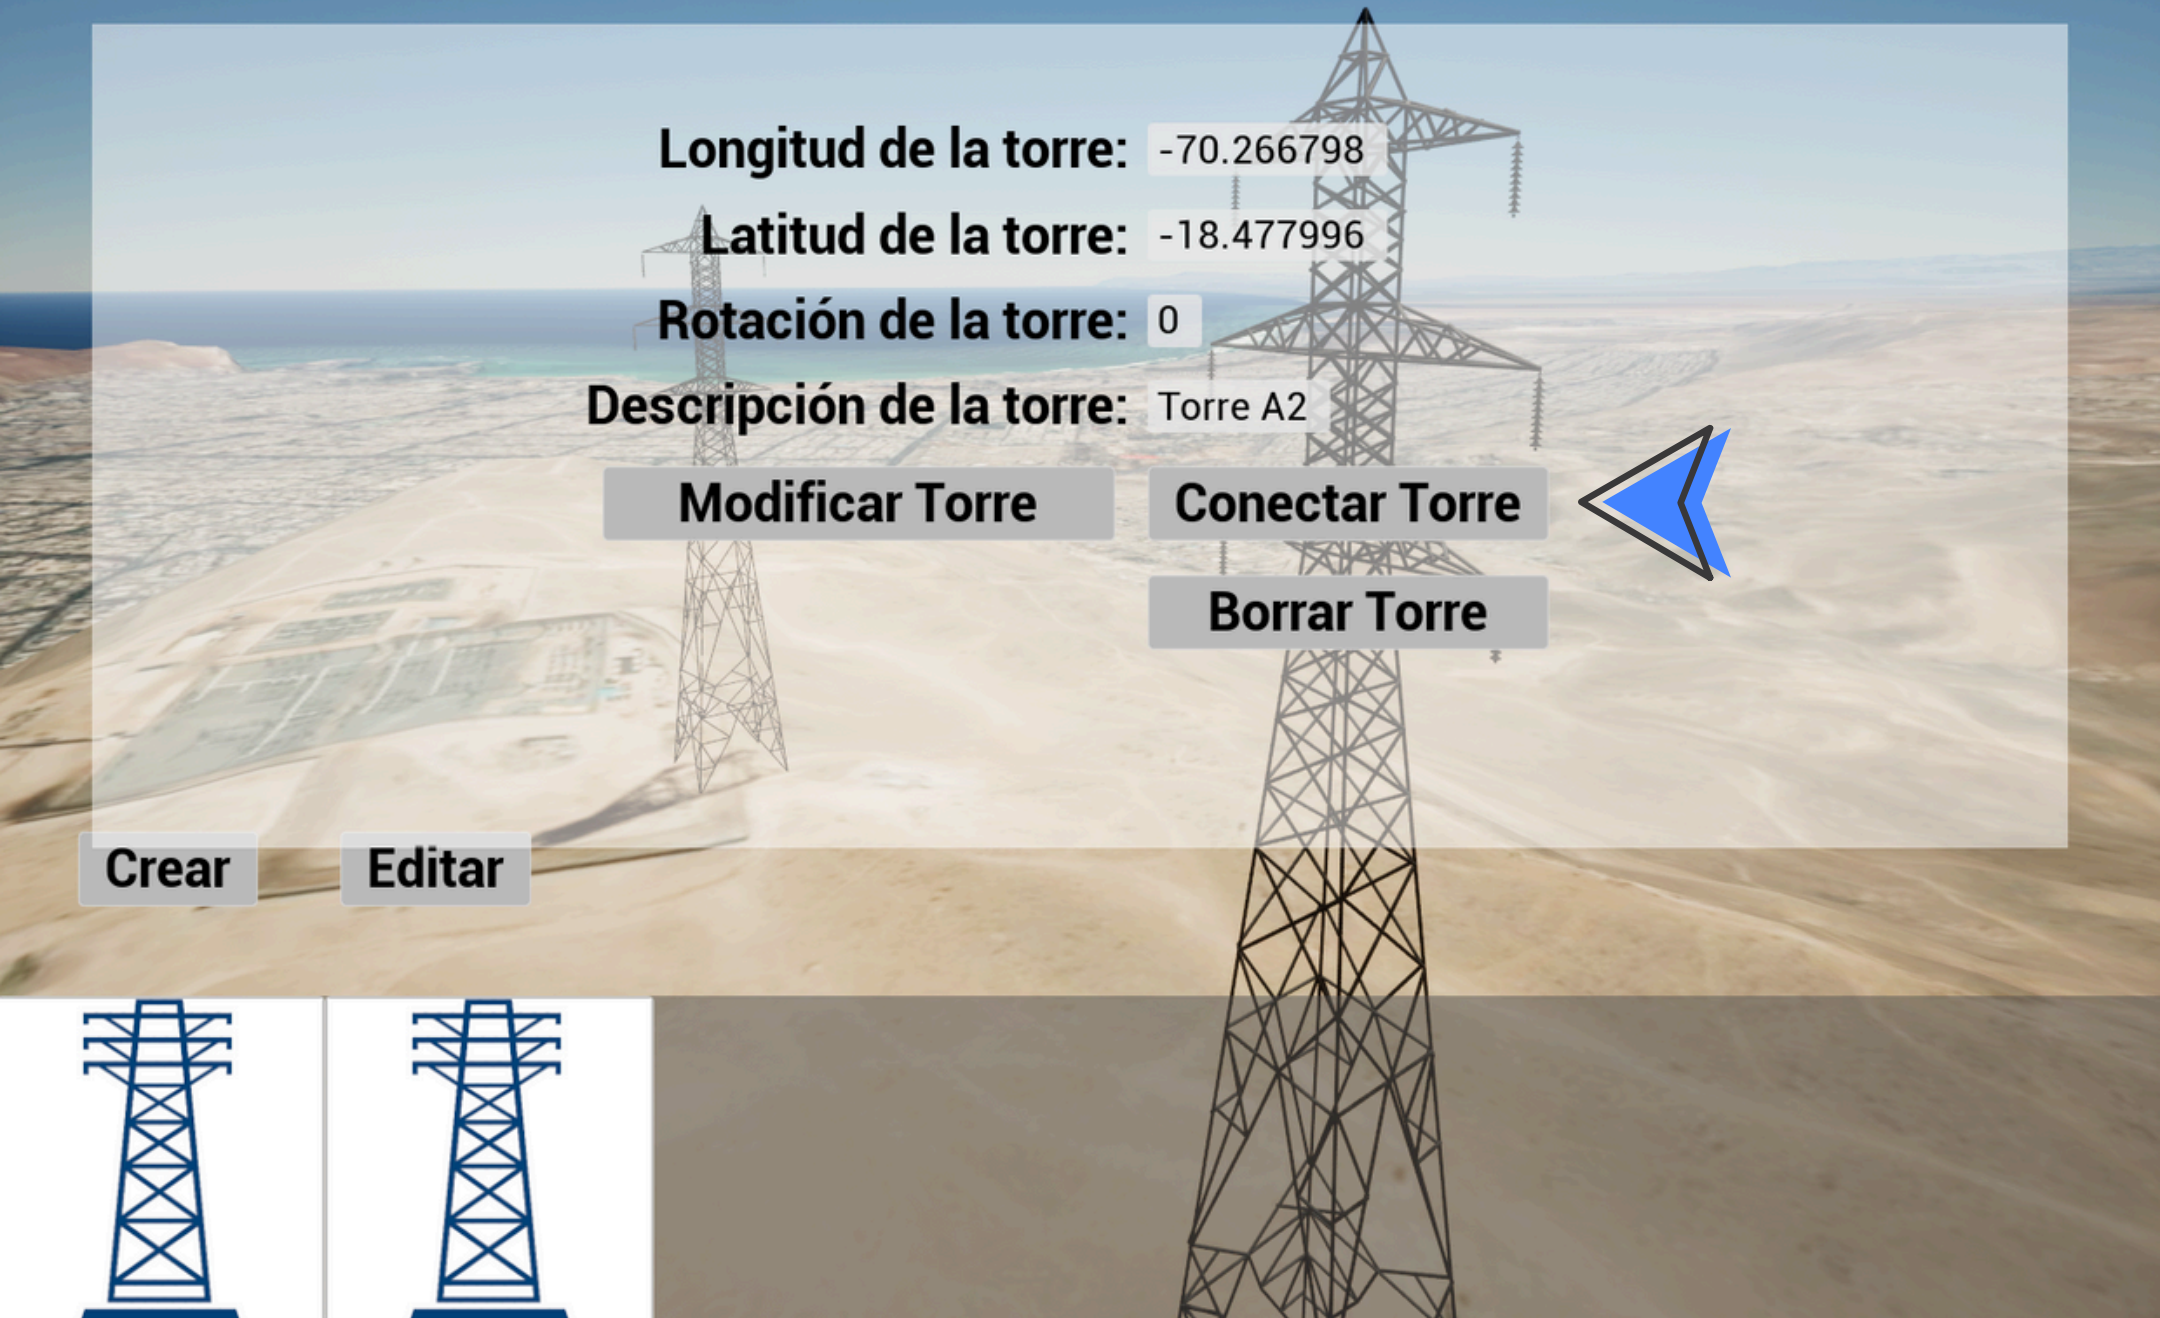 Longitud de la torre: -70.266798
Latitud de la torre: -18.477996
Rotación de la torre: 0
Descripción de la torre: Torre A2
Modificar Torre Conectar Torre
Borrar Torre
Crear Editar